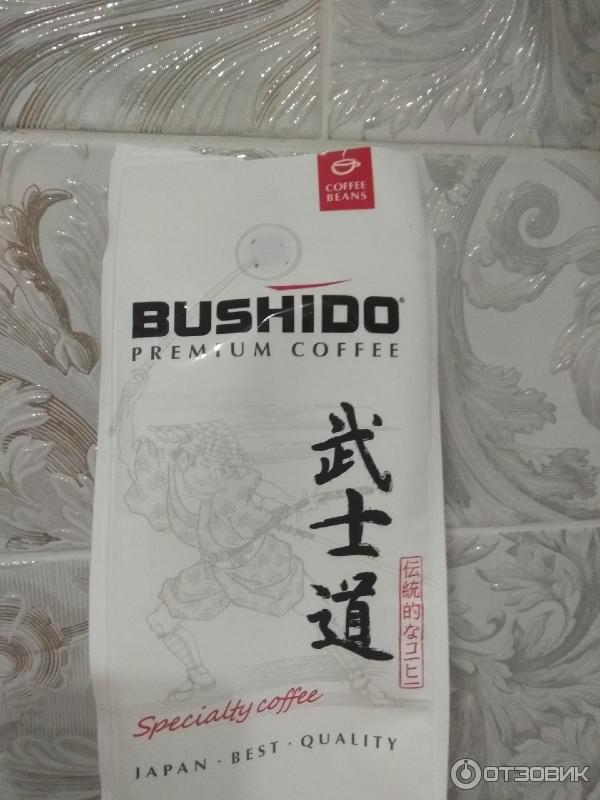 COFFEE
BEANS
BUSHIDO®
PREMIUM COFFEE
武士道
伝統的なコーヒー
Specialty coffee
JAPAN · BEST · QUALITY
ОТЗОВИК